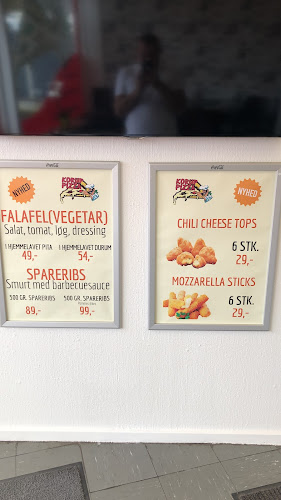 NYHED
FALAFEL(VEGETAR)
Salat, tomat, løg, dressing
I HJEMMELAVET PITA I HJEMMELAVET DURUM
49,- 54,-
SPARERIBS
Smurt med barbecuesauce
500 GR. SPARERIBS 500 GR. SPARERIBS
89,- 99,-
NYHED
CHILI CHEESE TOPS
6 STK.
29,-
MOZZARELLA STICKS
6 STK.
29,-